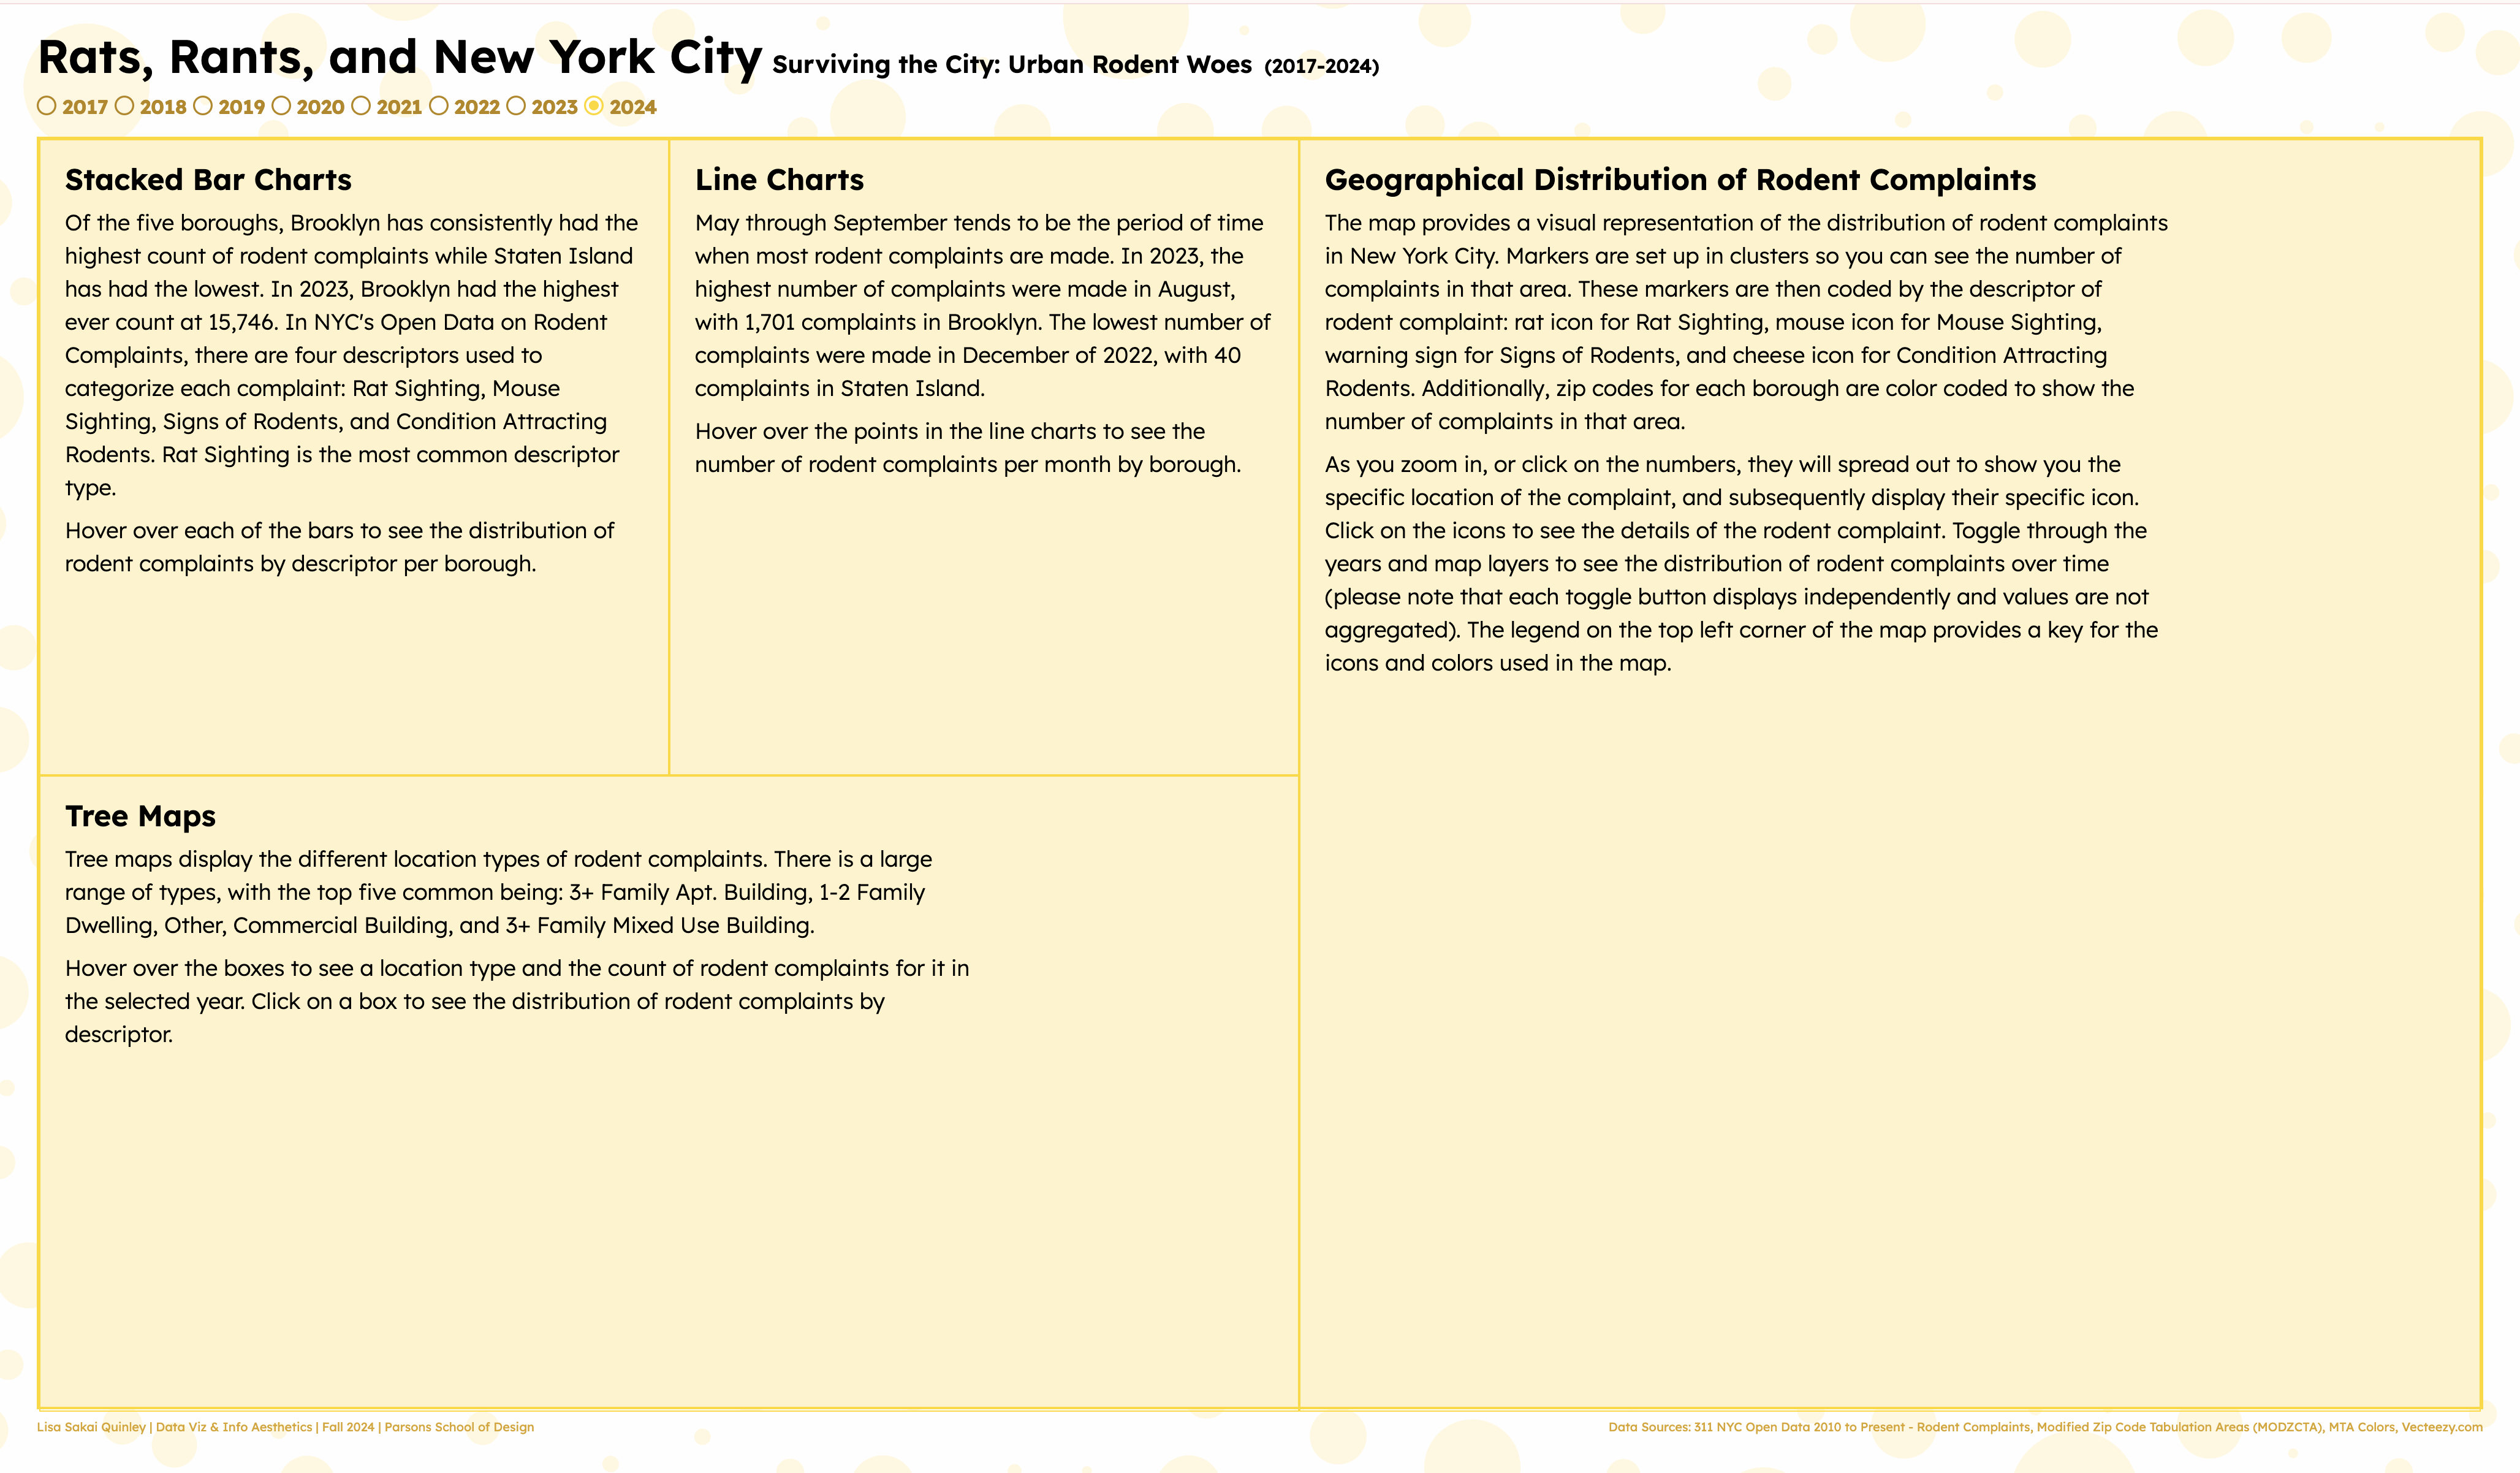 Rats, Rants, and New York City Surviving the City: Urban Rodent Woes (2017-2024)
2017 2018 2019 2020 2021 2022 2023 2024
Stacked Bar Charts
Of the five boroughs, Brooklyn has consistently had the
highest count of rodent complaints while Staten Island
has had the lowest. In 2023, Brooklyn had the highest
ever count at 15,746. In NYC's Open Data on Rodent
Complaints, there are four descriptors used to
categorize each complaint: Rat Sighting, Mouse
Sighting, Signs of Rodents, and Condition Attracting
Rodents. Rat Sighting is the most common descriptor
type.
Hover over each of the bars to see the distribution of
rodent complaints by descriptor per borough.
Line Charts
May through September tends to be the period of time
when most rodent complaints are made. In 2023, the
highest number of complaints were made in August,
with 1,701 complaints in Brooklyn. The lowest number of
complaints were made in December of 2022, with 40
complaints in Staten Island.
Hover over the points in the line charts to see the
number of rodent complaints per month by borough.
Geographical Distribution of Rodent Complaints
The map provides a visual representation of the distribution of rodent complaints
in New York City. Markers are set up in clusters so you can see the number of
complaints in that area. These markers are then coded by the descriptor of
rodent complaint: rat icon for Rat Sighting, mouse icon for Mouse Sighting,
warning sign for Signs of Rodents, and cheese icon for Condition Attracting
Rodents. Additionally, zip codes for each borough are color coded to show the
number of complaints in that area.
As you zoom in, or click on the numbers, they will spread out to show you the
specific location of the complaint, and subsequently display their specific icon.
Click on the icons to see the details of the rodent complaint. Toggle through the
years and map layers to see the distribution of rodent complaints over time
(please note that each toggle button displays independently and values are not
aggregated). The legend on the top left corner of the map provides a key for the
icons and colors used in the map.
Tree Maps
Tree maps display the different location types of rodent complaints. There is a large
range of types, with the top five common being: 3+ Family Apt. Building, 1-2 Family
Dwelling, Other, Commercial Building, and 3+ Family Mixed Use Building.
Hover over the boxes to see a location type and the count of rodent complaints for it in
the selected year. Click on a box to see the distribution of rodent complaints by
descriptor.
Lisa Sakai Quinley | Data Viz & Info Aesthetics | Fall 2024 | Parsons School of Design
Data Sources: 311 NYC Open Data 2010 to Present - Rodent Complaints, Modified Zip Code Tabulation Areas (MODZCTA), MTA Colors, Vecteezy.com